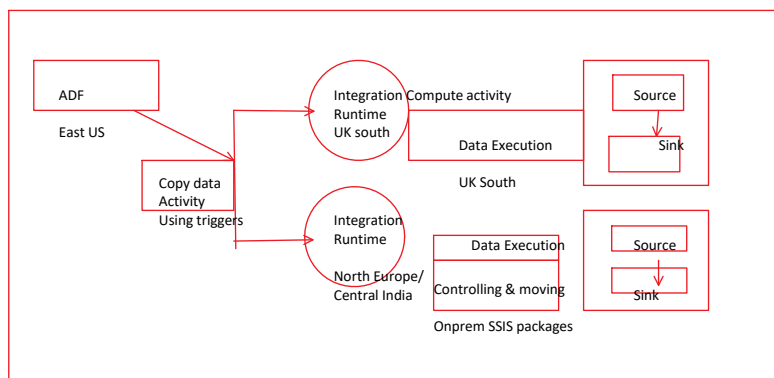 ADF
East US
Copy data
Activity
Using triggers
Integration Compute activity
Runtime
UK south
Data Execution
UK South
Source
Sink
Integration
Runtime
North Europe/
Central India
Data Execution
Controlling & moving
Onprem SSIS packages
Source
Sink